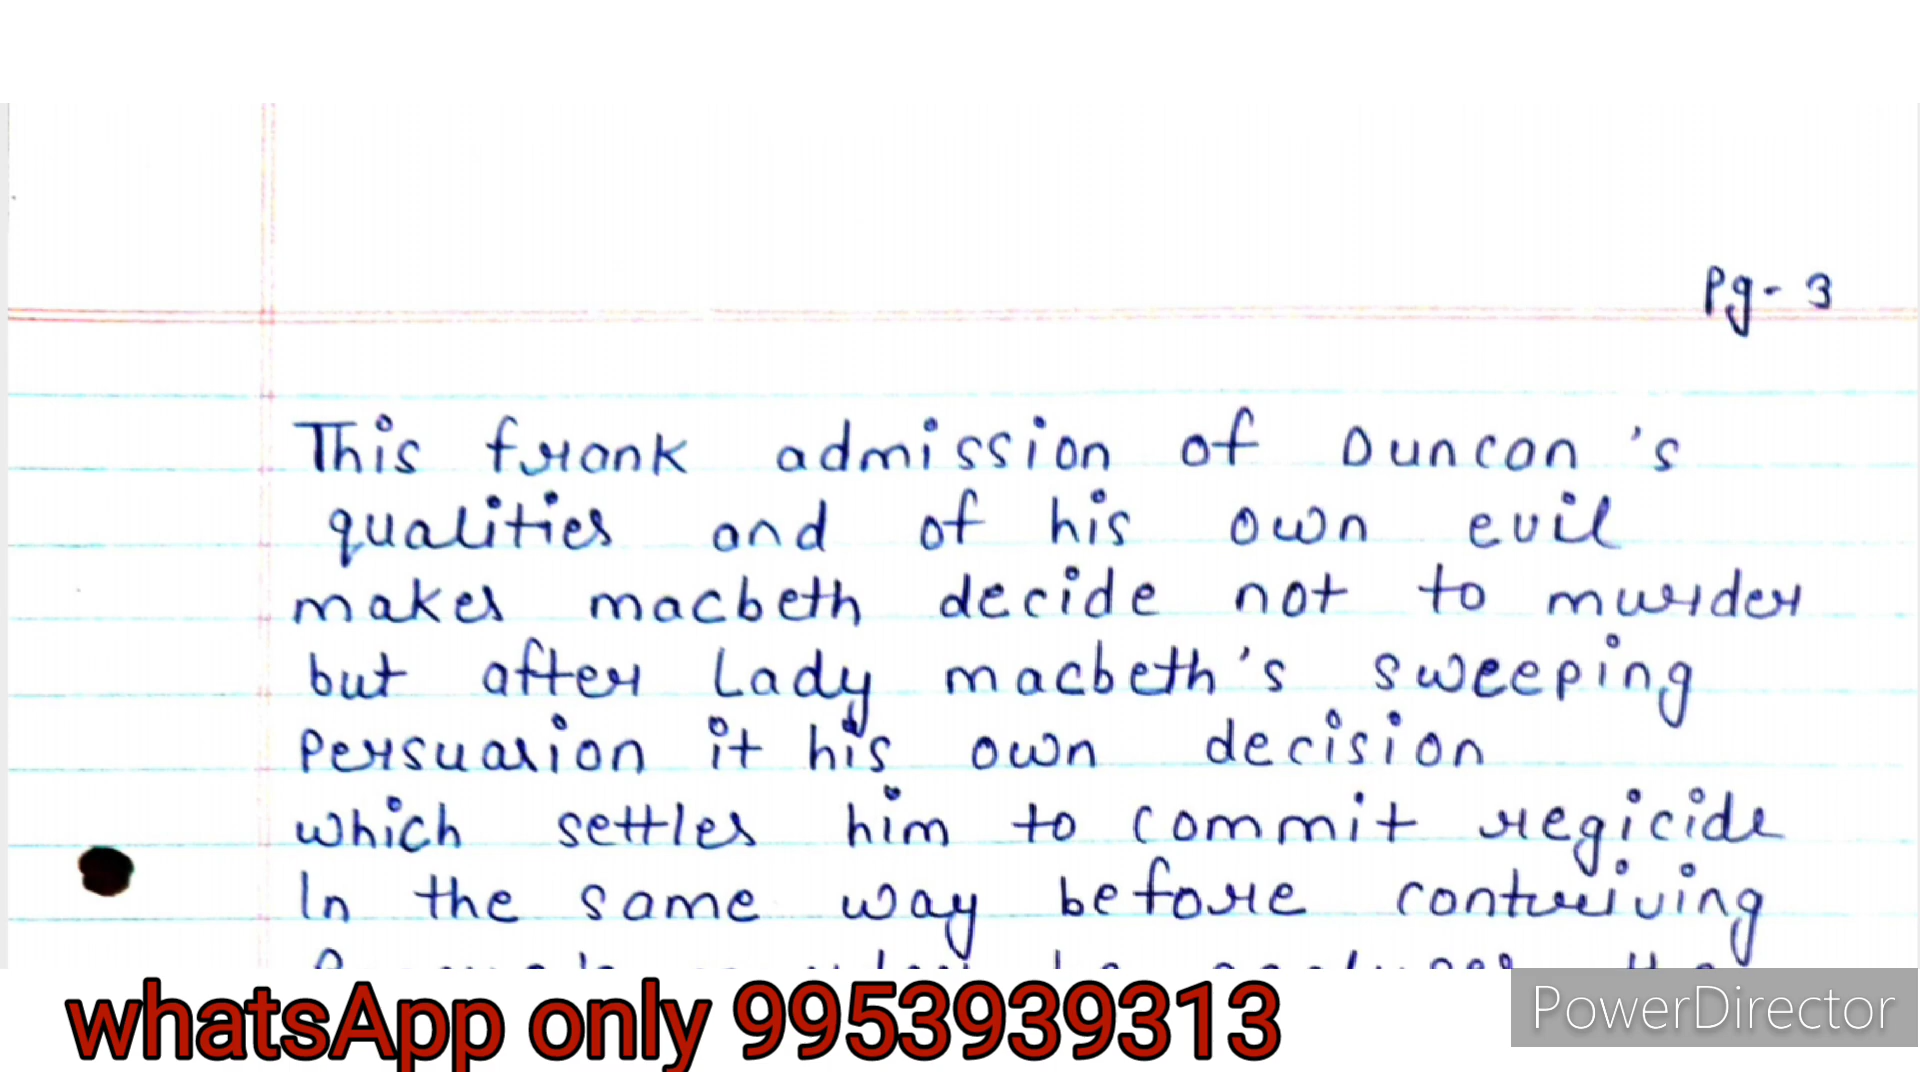 Pg- 3
This frank admission of Duncan's
qualities and of his own evil
makes macbeth decide not to murder
but after Lady macbeth's sweeping
Persuasion it his own decision
which settles him to commit regicide
In the same way before contriving
whatsApp only 9953939313
PowerDirector